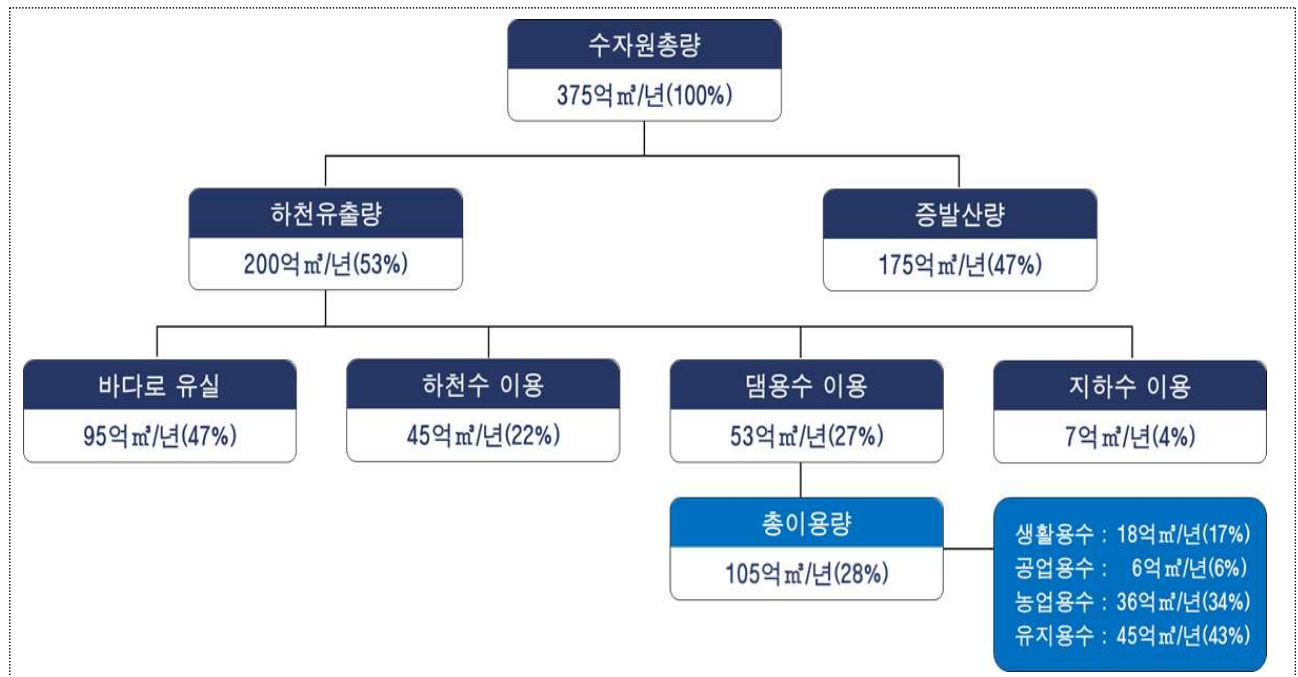 수자원총량
375억㎥/년(100%)
하천유출량
200억㎥/년(53%)
증발산량
175억㎥/년(47%)
바다로 유실
95억㎥/년(47%)
하천수 이용
45억㎥/년(22%)
댐용수 이용
53억㎥/년(27%)
지하수 이용
7억㎥/년(4%)
총이용량
105억㎥/년(28%)
생활용수 : 18억㎥/년(17%)
공업용수 : 6억㎥/년(6%)
농업용수 : 36억㎥/년(34%)
유지용수 : 45억㎥/년(43%)